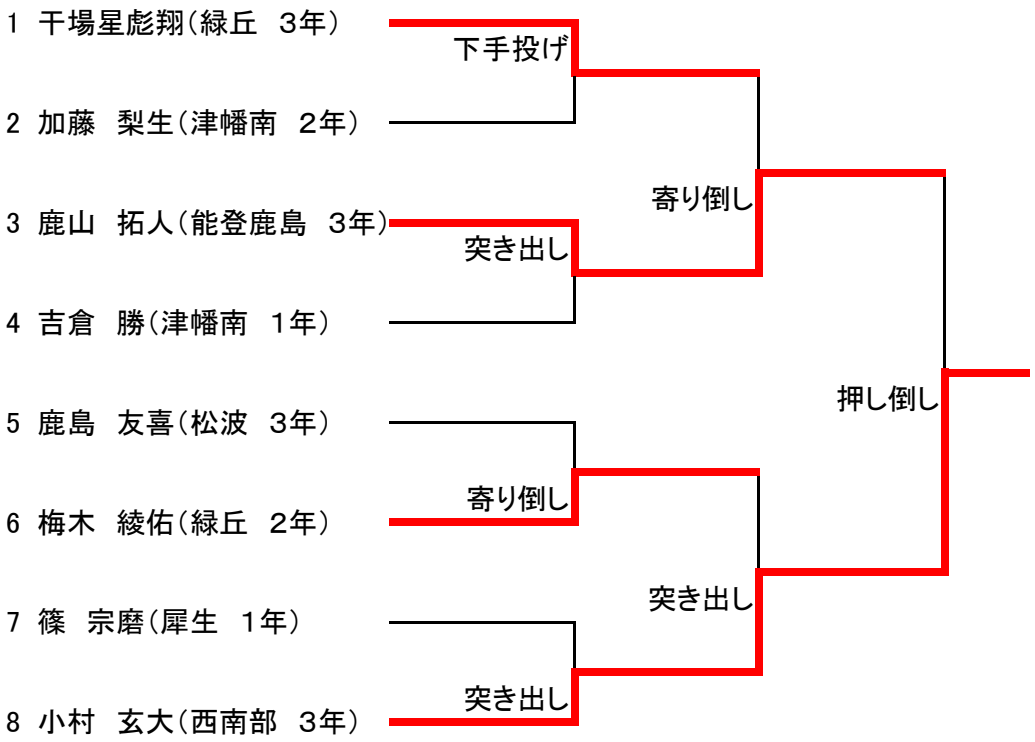 1 干場星彪翔(緑丘 3年)
下手投げ
2 加藤 梨生(津幡南 2年)
寄り倒し
3 鹿山 拓人(能登鹿島 3年)
突き出し
4 吉倉 勝(津幡南 1年)
押し倒し
5 鹿島 友喜(松波 3年)
寄り倒し
6 梅木 綾佑(緑丘 2年)
突き出し
7 篠 宗磨(犀生 1年)
突き出し
8 小村 玄大(西南部 3年)